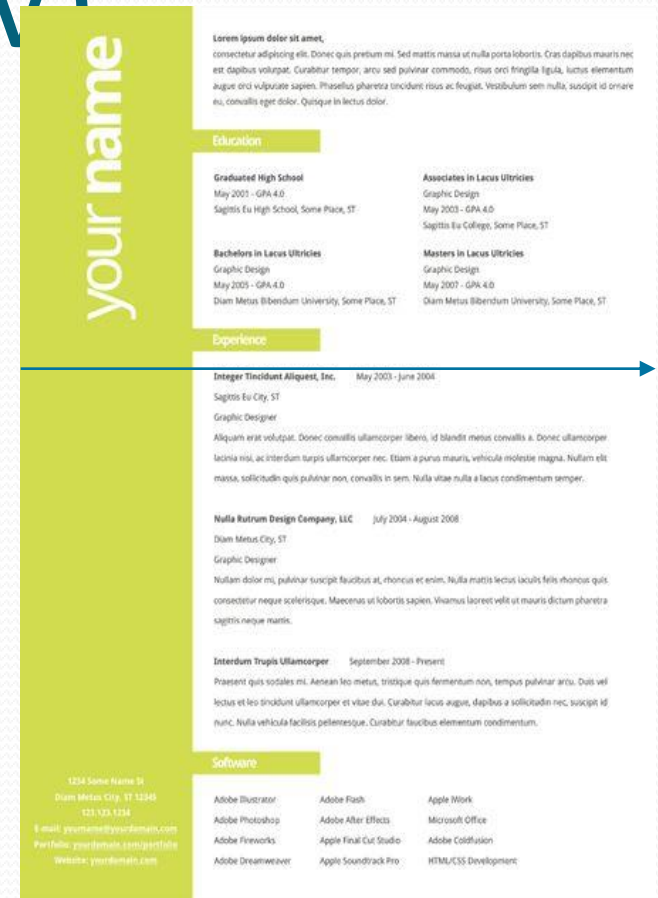 your name
Lorem ipsum dolor sit amet,
consectetur adipiscing elit. Donec quis pretium mi. Sed mattis massa ut nulla porta lobortis. Cras dapibus mauris nec
est dapibus volutpat. Curabitur tempor, arcu sed pulvinar commodo, risus orci fringilla ligula, luctus elementum
augue orci vulputate sapien. Phasellus pharetra tincidunt risus ac feugiat. Vestibulum sem nulla, suscipit id ornare
eu, convallis eget dolor. Quisque in lectus dolor.
Education
Graduated High School
May 2001 - GPA 4.0
Sagittis Eu High School, Some Place, ST
Associates in Lacus Ultricies
Graphic Design
May 2003 - GPA 4.0
Sagittis Eu College, Some Place, ST
Bachelors in Lacus Ultricies
Graphic Design
May 2005 - GPA 4.0
Diam Metus Bibendum University, Some Place, ST
Masters in Lacus Ultricies
Graphic Design
May 2007 - GPA 4.0
Diam Metus Bibendum University, Some Place, ST
Experience
Integer Tincidunt Aliquest, Inc. May 2003 - June 2004
Sagittis Eu City, ST
Graphic Designer
Aliquam erat volutpat. Donec convallis ullamcorper libero, id blandit metus convallis a. Donec ullamcorper
lacinia nisi, ac interdum turpis ullamcorper nec. Etiam a purus mauris, vehicula molestie magna. Nullam elit
massa, sollicitudin quis pulvinar non, convallis in sem. Nulla vitae nulla a lacus condimentum semper.
Nulla Rutrum Design Company, LLC July 2004 - August 2008
Diam Metus City, ST
Graphic Designer
Nullam dolor mi, pulvinar suscipit faucibus at, rhoncus et enim. Nulla mattis lectus iaculis felis rhoncus quis
consectetur neque scelerisque. Maecenas ut lobortis sapien. Vivamus laoreet velit ut mauris dictum pharetra
sagittis neque mattis.
Interdum Trupis Ullamcorper September 2008 - Present
Praesent quis sodales mi. Aenean leo metus, tristique quis fermentum non, tempus pulvinar arcu. Duis vel
lectus et leo tincidunt ullamcorper et vitae dui. Curabitur lacus augue, dapibus a sollicitudin nec, suscipit id
nunc. Nulla vehicula facilisis pellentesque. Curabitur faucibus elementum condimentum.
Software
Adobe Illustrator Adobe Flash Apple iWork
Adobe Photoshop Adobe After Effects Microsoft Office
Adobe Fireworks Apple Final Cut Studio Adobe Coldfusion
Adobe Dreamweaver Apple Soundtrack Pro HTML/CSS Development
1234 Some Name St
Diam Metus City, ST 12345
123.123.1234
E-mail: yourname@yourdomain.com
Portfolio: yourdomain.com/portfolio
Website: yourdomain.com